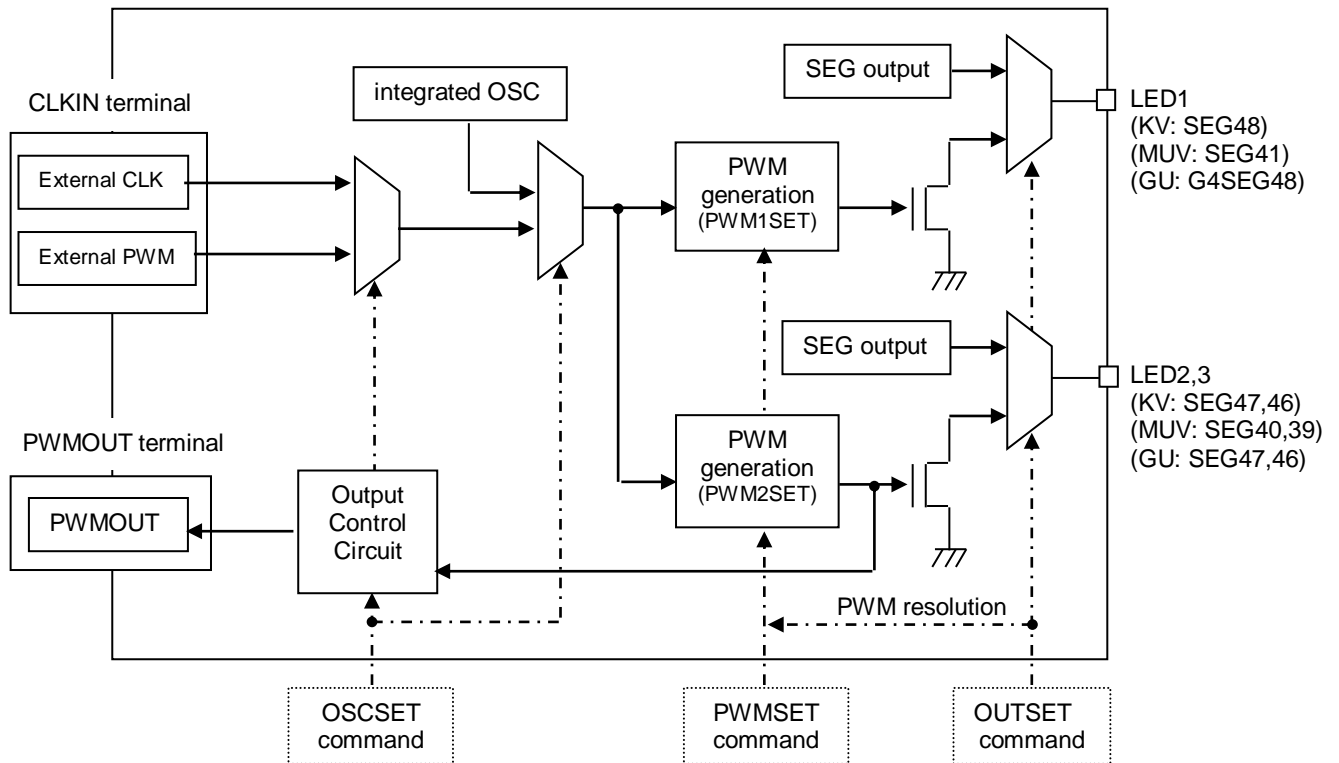 SEG output
integrated OSC
CLKIN terminal
External CLK
External PWM
PWM
generation
(PWM1SET)
LED1
(KV: SEG48)
(MUV: SEG41)
(GU: G4SEG48)
SEG output
LED2,3
(KV: SEG47,46)
(MUV: SEG40,39)
(GU: SEG47,46)
PWMOUT terminal
PWMOUT
Output
Control
Circuit
PWM
generation
(PWM2SET)
PWM resolution
OSCSET
command
PWMSET
command
OUTSET
command